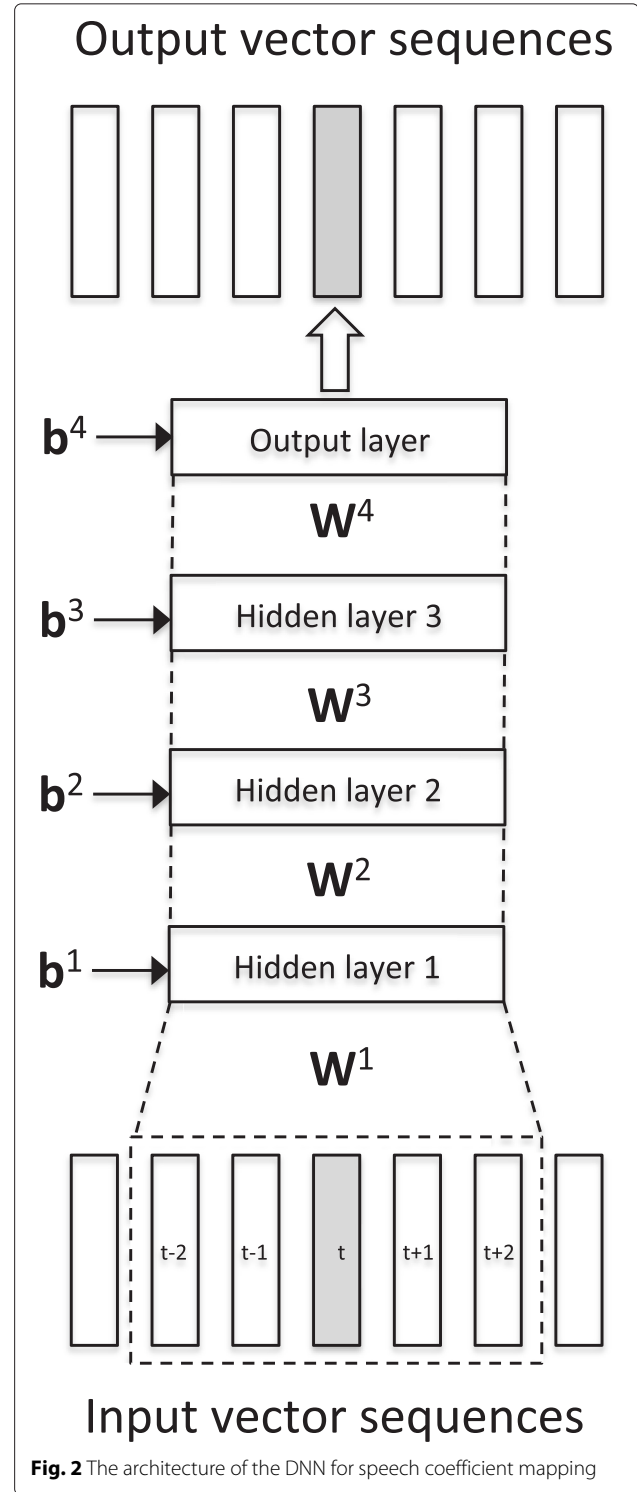 Output vector sequences
b⁴ Output layer
W⁴
b³ Hidden layer 3
W³
b² Hidden layer 2
W²
b¹ Hidden layer 1
W¹
t-2 t-1 t t+1 t+2
Input vector sequences
Fig. 2 The architecture of the DNN for speech coefficient mapping